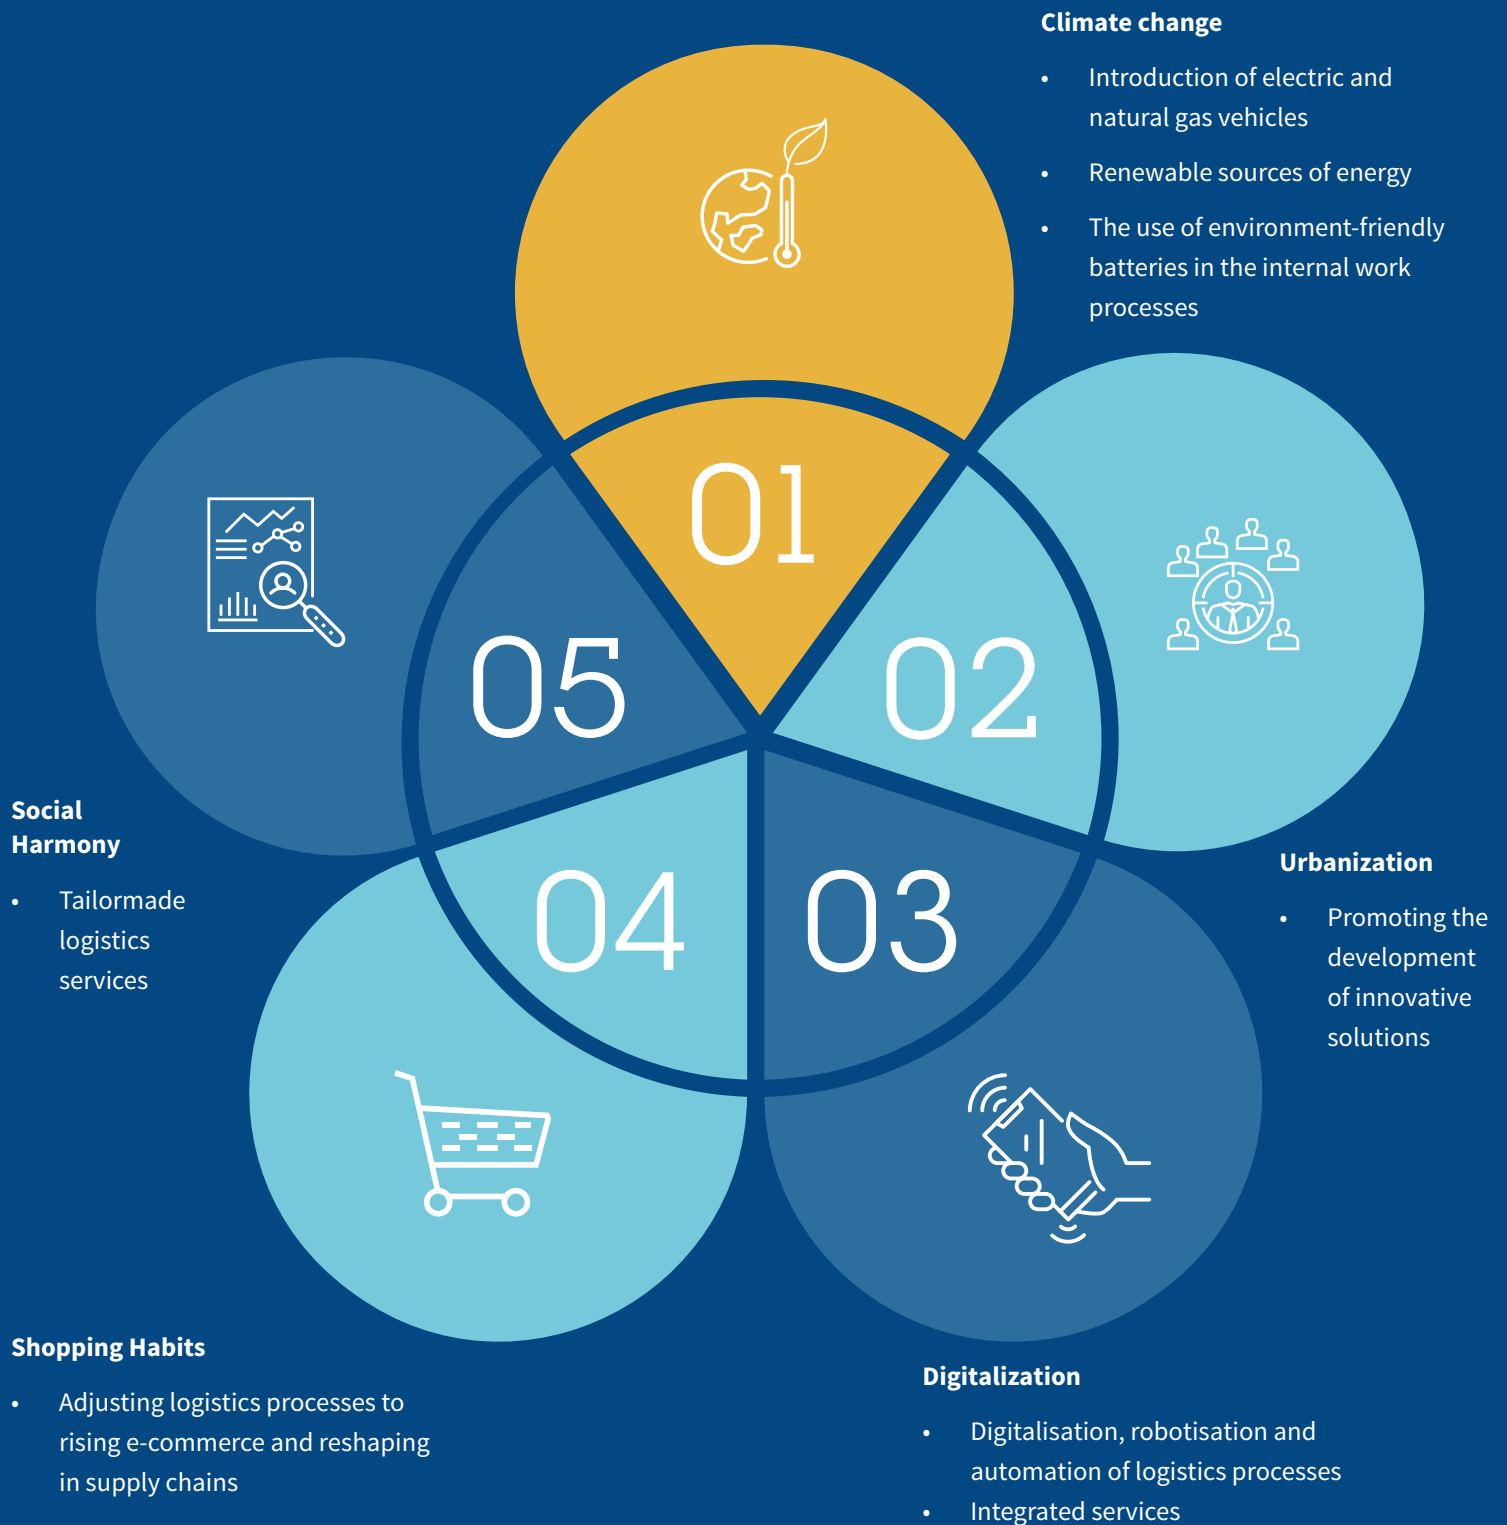 Climate change
• Introduction of electric and
natural gas vehicles
• Renewable sources of energy
• The use of environment-friendly
batteries in the internal work
processes
01
02
03
04
05
Urbanization
• Promoting the
development
of innovative
solutions
Digitalization
• Digitalisation, robotisation and
automation of logistics processes
• Integrated services
Shopping Habits
• Adjusting logistics processes to
rising e-commerce and reshaping
in supply chains
Social
Harmony
• Tailormade
logistics
services